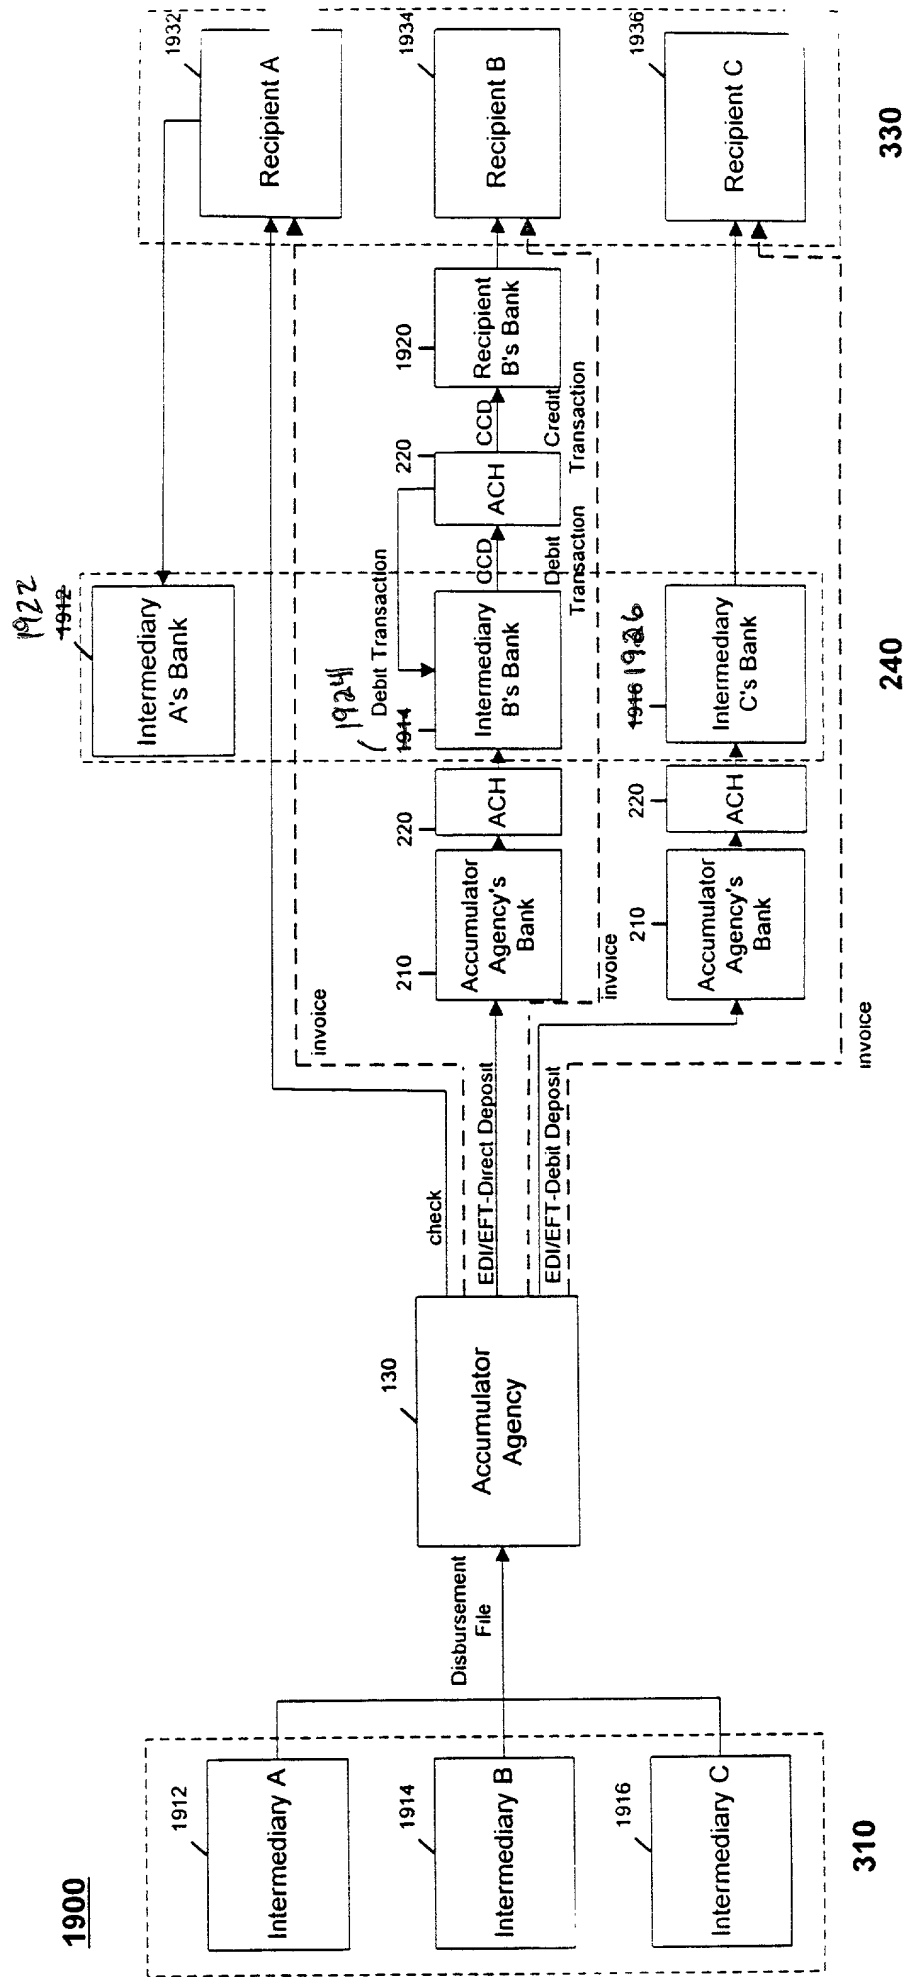 1900
1912
Intermediary A
1914
Intermediary B
1916
Intermediary C
310
Disbursement
File
130
Accumulator
Agency
check
EDI/EFT-Direct Deposit
EDI/EFT-Debit Deposit
invoice
invoice
invoice
210
Accumulator
Agency's
Bank
220
ACH
210
Accumulator
Agency's
Bank
220
ACH
1922
1912
Intermediary
A's Bank
1924
1914
Intermediary
B's Bank
1916 1926
Intermediary
C's Bank
240
Debit Transaction
CCD
Debit
Transaction
220
ACH
CCD
Credit
Transaction
1920
Recipient
B's Bank
1932
Recipient A
1934
Recipient B
1936
Recipient C
330